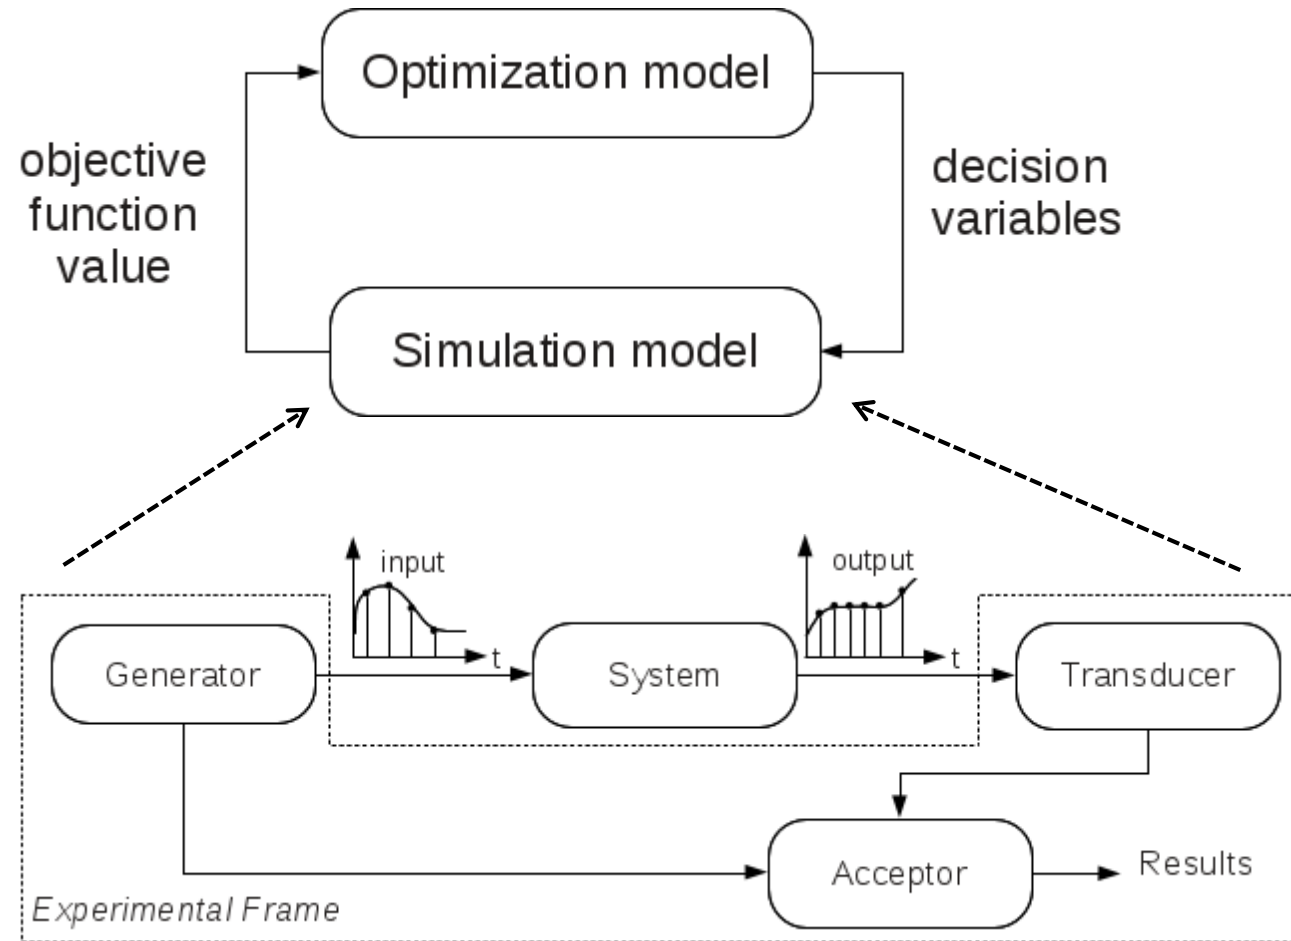 Optimization model
objective
function
value
decision
variables
Simulation model
input
t
output
t
Generator
System
Transducer
Acceptor
Results
Experimental Frame